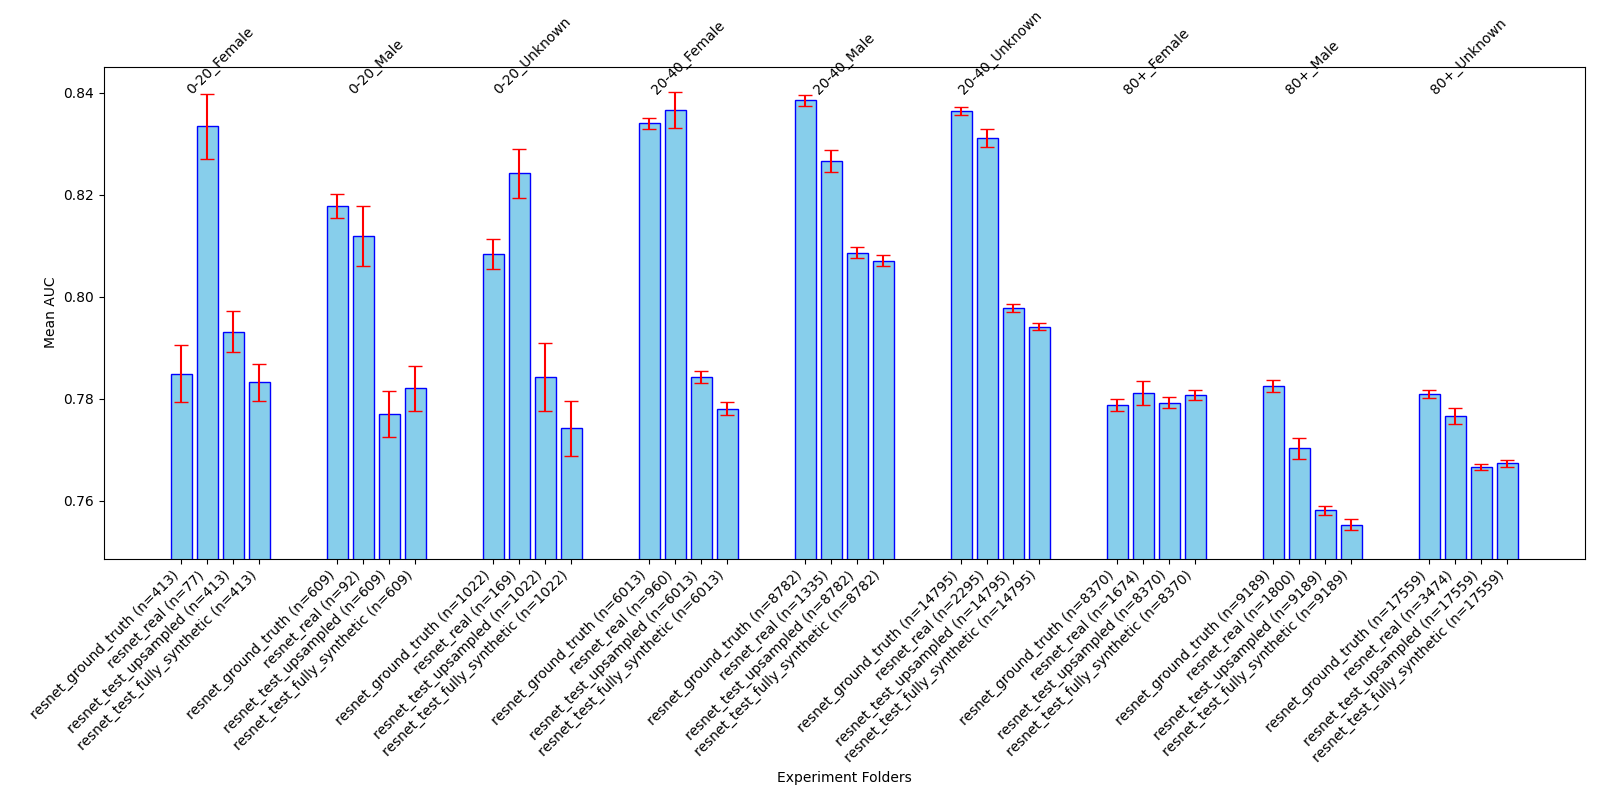 0-20_Female
0-20_Male
0-20_Unknown
20-40_Female
20-40_Male
20-40_Unknown
80+_Female
80+_Male
80+_Unknown
0.84
0.82
0.80
0.78
0.76
Mean AUC
resnet_ground_truth (n=413)
resnet_real (n=77)
resnet_test_upsampled (n=413)
resnet_test_fully_synthetic (n=413)
resnet_ground_truth (n=609)
resnet_real (n=92)
resnet_test_upsampled (n=609)
resnet_test_fully_synthetic (n=609)
resnet_ground_truth (n=1022)
resnet_real (n=169)
resnet_test_upsampled (n=1022)
resnet_test_fully_synthetic (n=1022)
resnet_ground_truth (n=6013)
resnet_real (n=960)
resnet_test_upsampled (n=6013)
resnet_test_fully_synthetic (n=6013)
resnet_ground_truth (n=8782)
resnet_real (n=1335)
resnet_test_upsampled (n=8782)
resnet_test_fully_synthetic (n=8782)
resnet_ground_truth (n=14795)
resnet_real (n=2295)
resnet_test_upsampled (n=14795)
resnet_test_fully_synthetic (n=14795)
resnet_ground_truth (n=8370)
resnet_real (n=1674)
resnet_test_upsampled (n=8370)
resnet_test_fully_synthetic (n=8370)
resnet_ground_truth (n=9189)
resnet_real (n=1800)
resnet_test_upsampled (n=9189)
resnet_test_fully_synthetic (n=9189)
resnet_ground_truth (n=17559)
resnet_real (n=3474)
resnet_test_upsampled (n=17559)
resnet_test_fully_synthetic (n=17559)
Experiment Folders